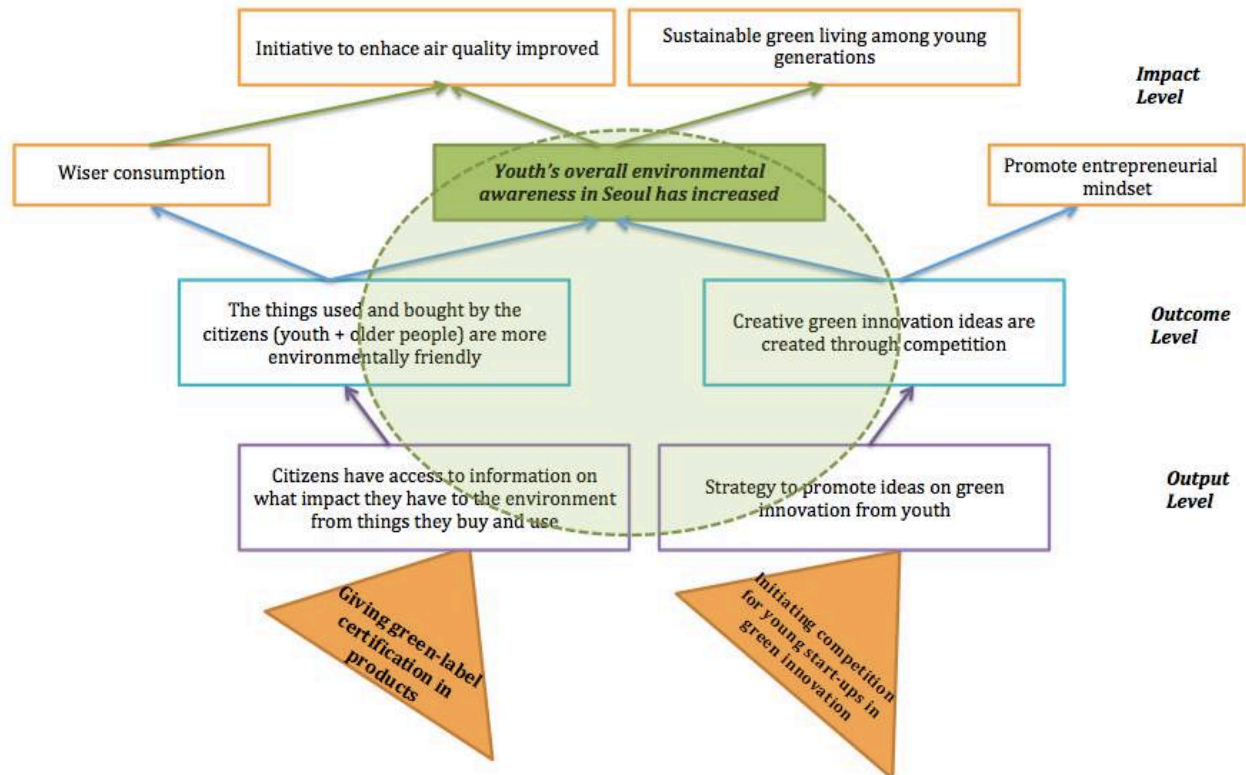 Initiative to enhace air quality improved
Sustainable green living among young
generations
Impact
Level
Wiser consumption
Youth's overall environmental
awareness in Seoul has increased
Promote entrepreneurial
mindset
The things used and bought by the
citizens (youth + older people) are more
environmentally friendly
Creative green innovation ideas are
created through competition
Outcome
Level
Citizens have access to information on
what impact they have to the environment
from things they buy and use
Strategy to promote ideas on green
innovation from youth
Output
Level
Giving green-label
certification in
products
Initiating competition
for young start-ups in
green innovation